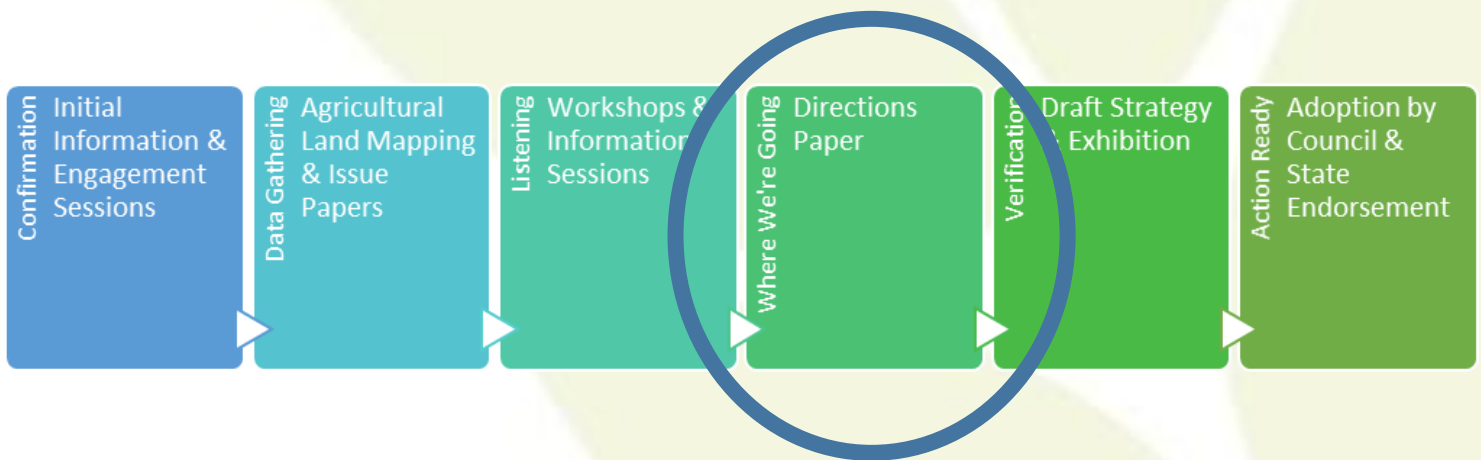 Confirmation
Initial
Information &
Engagement
Sessions
Data Gathering
Agricultural
Land Mapping
& Issue
Papers
Listening
Workshops &
Information
Sessions
Where We're Going
Directions
Paper
Verification
Draft Strategy
& Exhibition
Action Ready
Adoption by
Council &
State
Endorsement